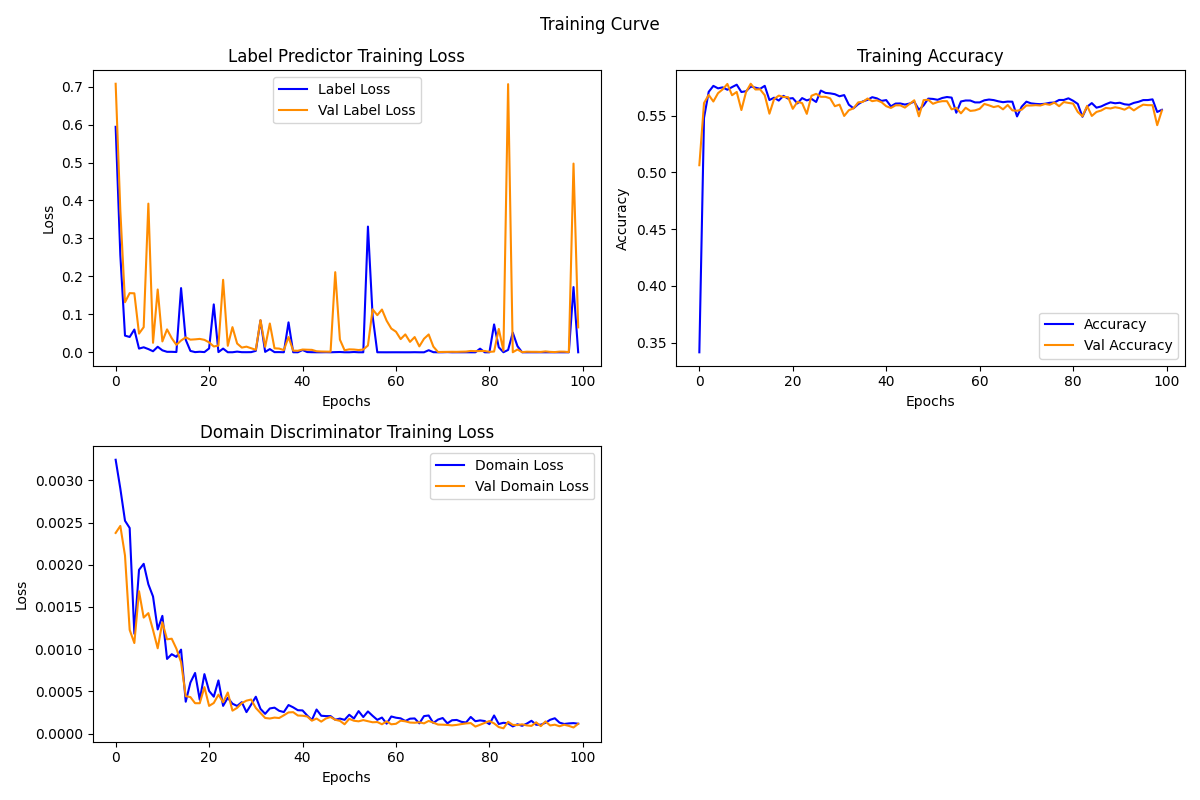 Training Curve
Label Predictor Training Loss
Label Loss
Val Label Loss
0.7
0.6
0.5
0.4
0.3
0.2
0.1
0.0
Loss
0
20
40
60
80
100
Epochs
Training Accuracy
0.55
0.50
0.45
0.40
0.35
Accuracy
Accuracy
Val Accuracy
0
20
40
60
80
100
Epochs
Domain Discriminator Training Loss
Domain Loss
Val Domain Loss
0.0030
0.0025
0.0020
0.0015
0.0010
0.0005
0.0000
Loss
0
20
40
60
80
100
Epochs